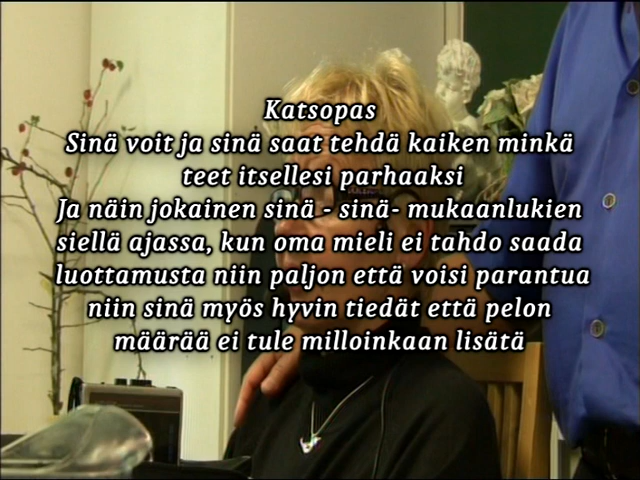 Katsopas
Sinä voit ja sinä saat tehdä kaiken minkä
teet itsellesi parhaaksi
Ja näin jokainen sinä - sinä- mukaanlukien
siellä ajassa, kun oma mieli ei tahdo saada
luottamusta niin paljon että voisi parantua
niin sinä myös hyvin tiedät että pelon
määrää ei tule milloinkaan lisätä